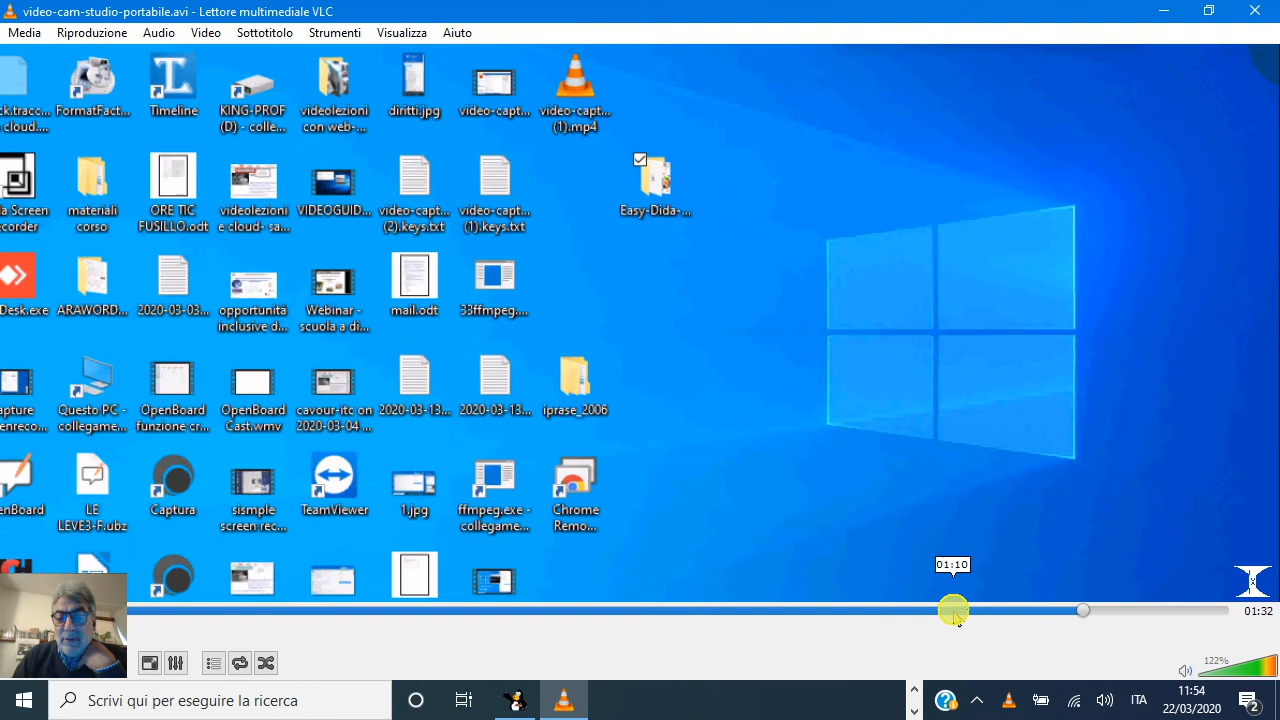 video-cam-studio-portabile.avi - Lettore multimediale VLC
Media Riproduzione Audio Video Sottotitolo Strumenti Visualizza Aiuto
ck.tracc... FormatFact... Timeline KING-PROF videolezioni diritti.jpg video-capt... video-capt...
cloud.... (D) - colle... con web-... (1).mp4
a Screen materiali ORE TIC videolezioni VIDEOGUID... video-capt... video-capt... Easy-Dida-...
ecorder corso FUSILLO.odt e cloud- sa... (2).keys.txt (1).keys.txt
Desk.exe ARAWORD... 2020-03-03... opportunità Webinar - mail.odt 33ffmpeg....
inclusive d... scuola a di...
apture Questo PC - OpenBoard OpenBoard cavour-itc on 2020-03-13... 2020-03-13... iprase_2006
enreco... collegame... funzione cr... Cast.wmv 2020-03-04 ...
enBoard LE Captura sismple TeamViewer 1.jpg ffmpeg.exe - Chrome
LEVE3-F.ubz screen rec... collegame... Remo...
01:10
01:32
122%
Scrivi qui per eseguire la ricerca
ITA
11:54
22/03/2020
2